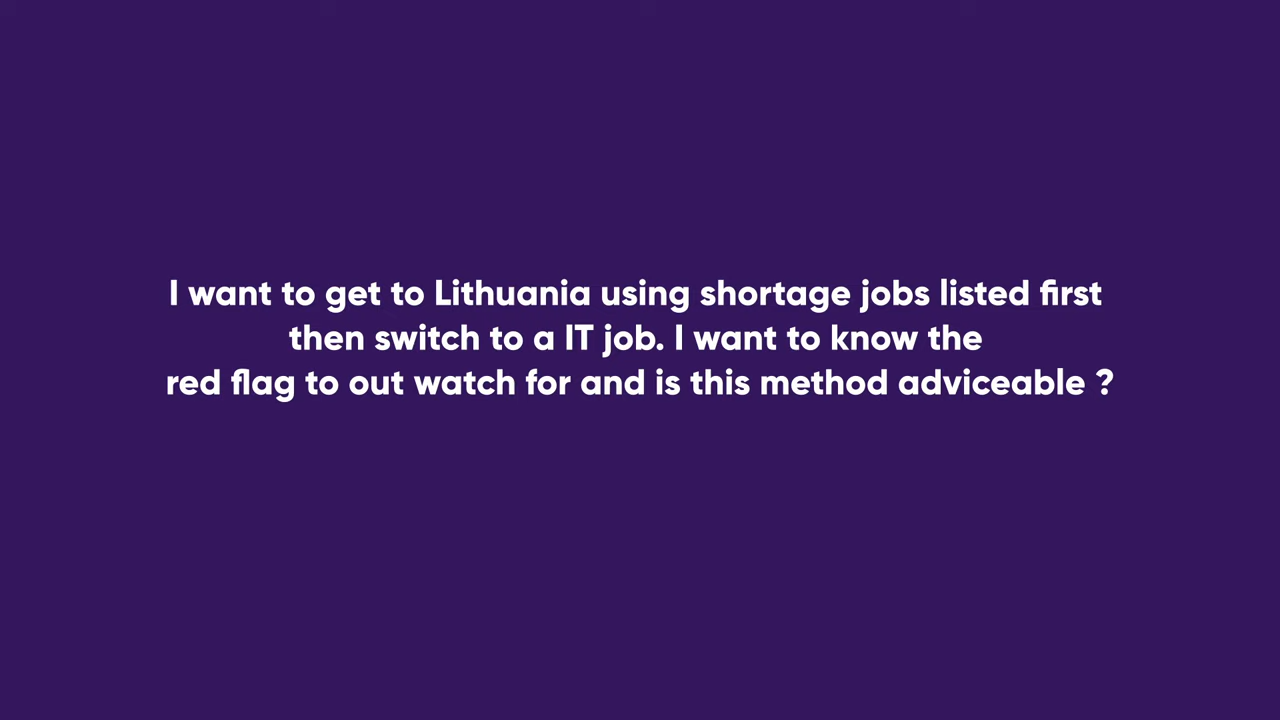 I want to get to Lithuania using shortage jobs listed first
then switch to a IT job. I want to know the
red flag to out watch for and is this method adviceable ?